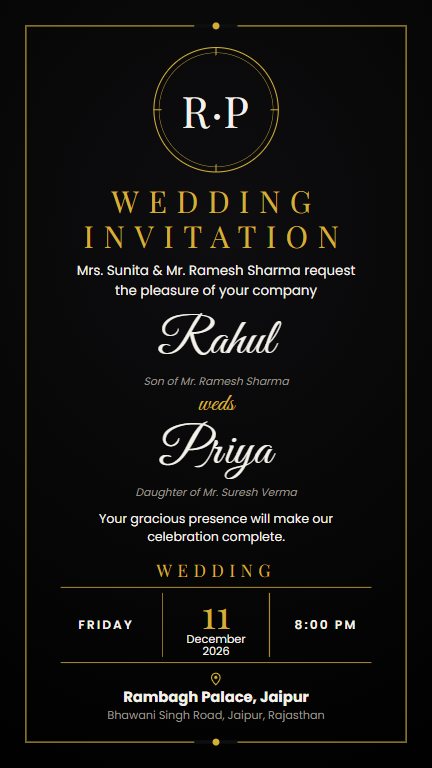 R·P
WEDDING
INVITATION
Mrs. Sunita & Mr. Ramesh Sharma request
the pleasure of your company
Rahul
Son of Mr. Ramesh Sharma
weds
Priya
Daughter of Mr. Suresh Verma
Your gracious presence will make our
celebration complete.
WEDDING
FRIDAY
11
December
2026
8:00 PM
Rambagh Palace, Jaipur
Bhawani Singh Road, Jaipur, Rajasthan